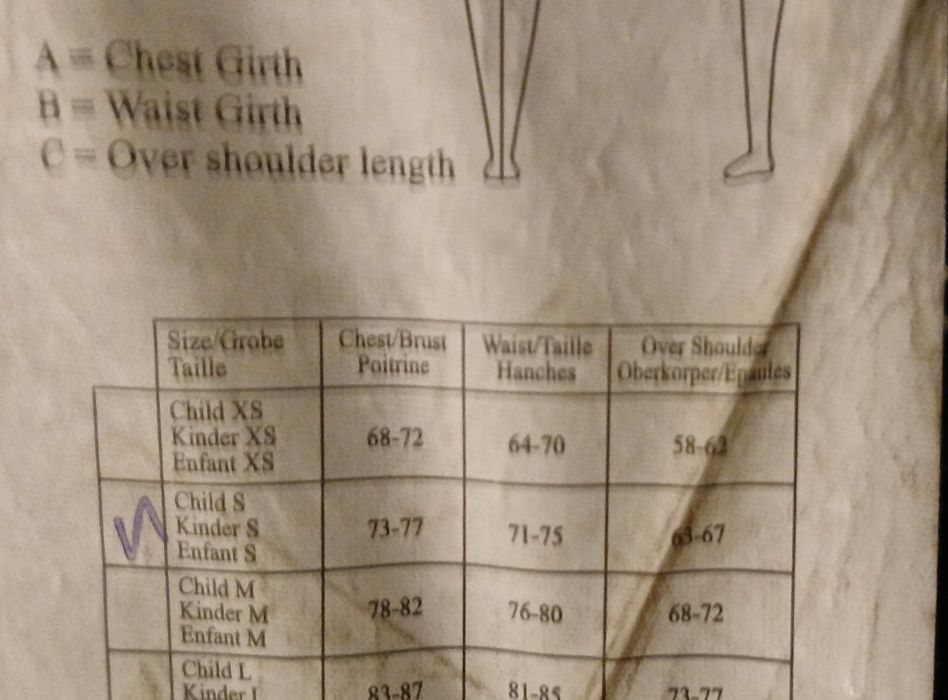 A = Chest Girth
B = Waist Girth
C = Over shoulder length
Size/Grobe Chest/Brust Waist/Taille Over Shoulder
Taille Poitrine Hanches Oberkorper/Epaules
Child XS
Kinder XS 68-72 64-70 58-62
Enfant XS
Child S
Kinder S 73-77 71-75 63-67
Enfant S
Child M
Kinder M 78-82 76-80 68-72
Enfant M
Child L
Kinder L 83-87 81-85 73-77